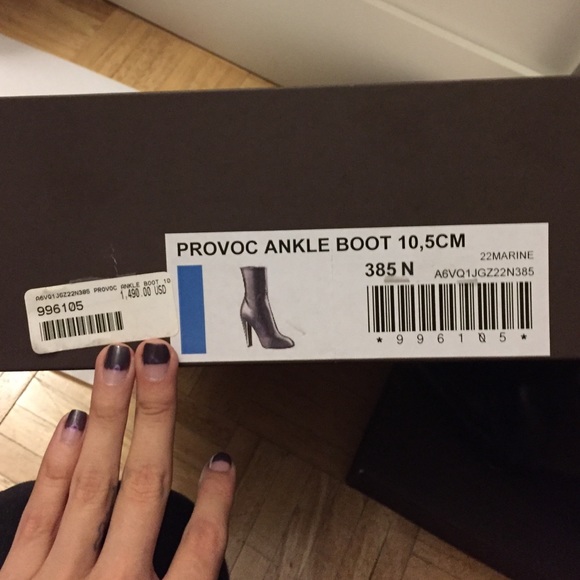 PROVOC ANKLE BOOT 10,5CM
22MARINE
385 N
A6VQ1JGZ22N385
* 9 9 6 1 0 5 *
A6VQ1JGZ22N385 PROVOC ANKLE BOOT 10
1,490.00 USD
996105